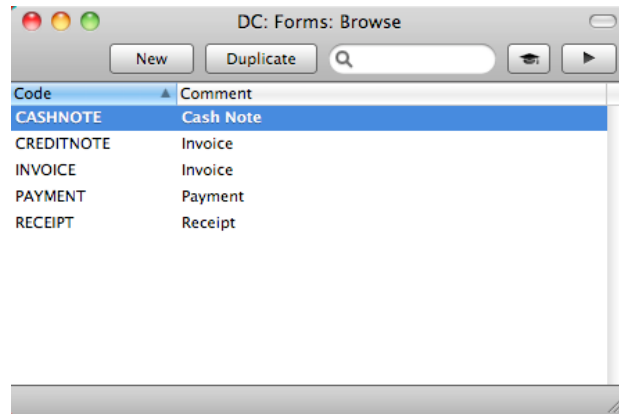 DC: Forms: Browse
New Duplicate
Code Comment
CASHNOTE Cash Note
CREDITNOTE Invoice
INVOICE Invoice
PAYMENT Payment
RECEIPT Receipt